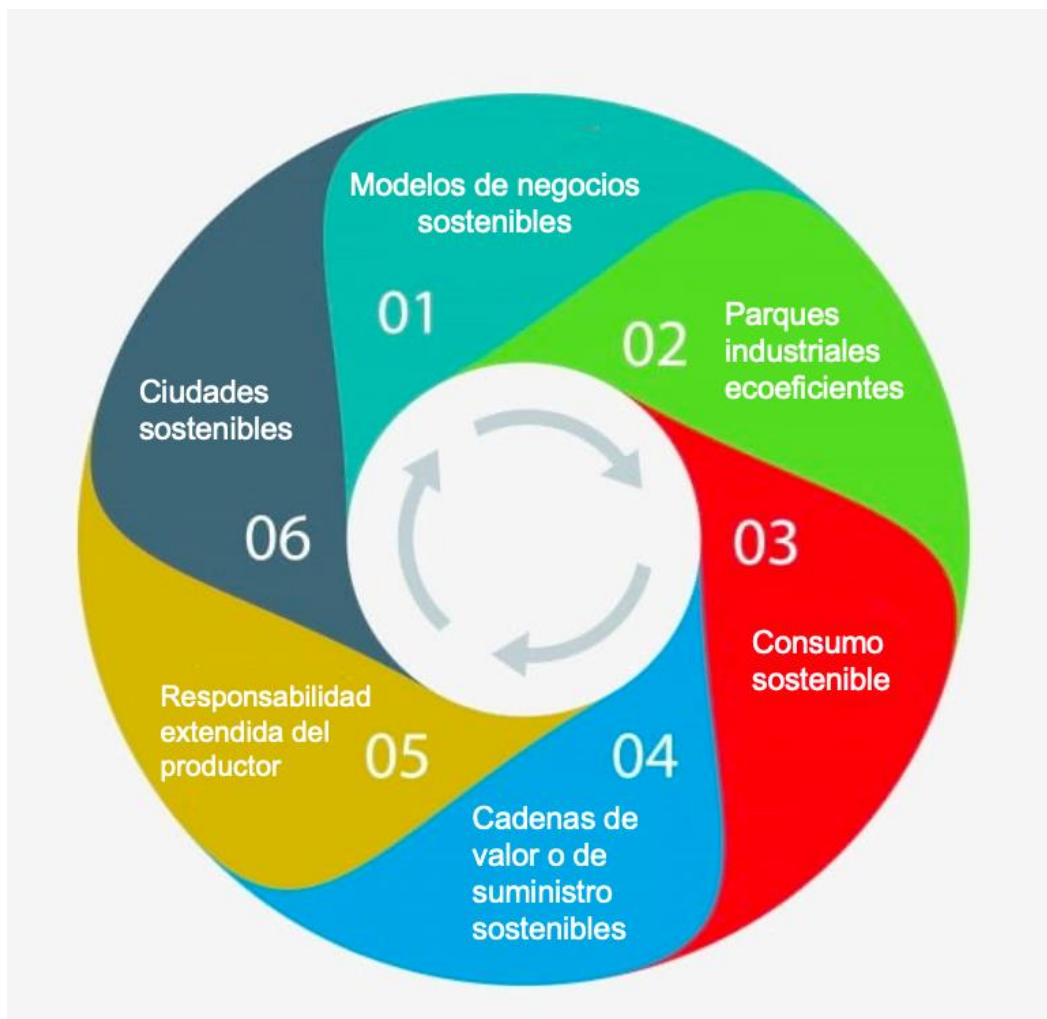 Modelos de negocios
sostenibles
01
02
Parques
industriales
ecoeficientes
03
Consumo
sostenible
04
Cadenas de
valor o de
suministro
sostenibles
05
Responsabilidad
extendida del
productor
06
Ciudades
sostenibles